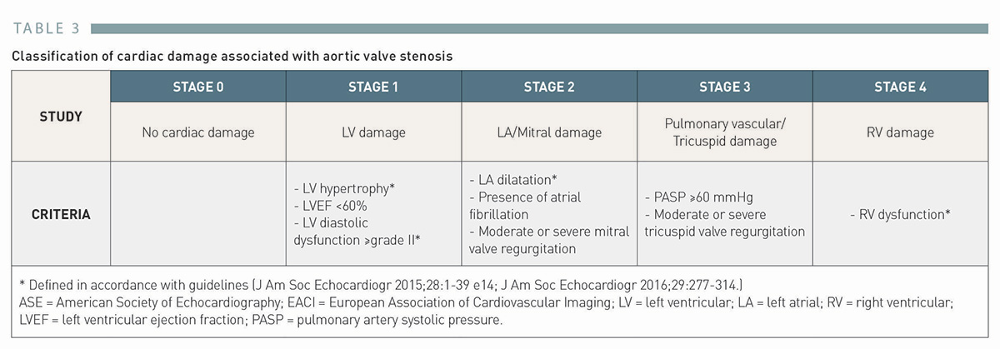 TABLE 3
Classification of cardiac damage associated with aortic valve stenosis
STUDY
STAGE 0
STAGE 1
STAGE 2
STAGE 3
STAGE 4
No cardiac damage
LV damage
LA/Mitral damage
Pulmonary vascular/
Tricuspid damage
RV damage
CRITERIA
- LV hypertrophy*
- LVEF <60%
- LV diastolic
dysfunction ⩾grade II*
- LA dilatation*
- Presence of atrial
fibrillation
- Moderate or severe mitral
valve regurgitation
- PASP ⩾60 mmHg
- Moderate or severe
tricuspid valve regurgitation
- RV dysfunction*
* Defined in accordance with guidelines (J Am Soc Echocardiogr 2015;28:1-39 e14; J Am Soc Echocardiogr 2016;29:277-314.)
ASE = American Society of Echocardiography; EACI = European Association of Cardiovascular Imaging; LV = left ventricular; LA = left atrial; RV = right ventricular;
LVEF = left ventricular ejection fraction; PASP = pulmonary artery systolic pressure.